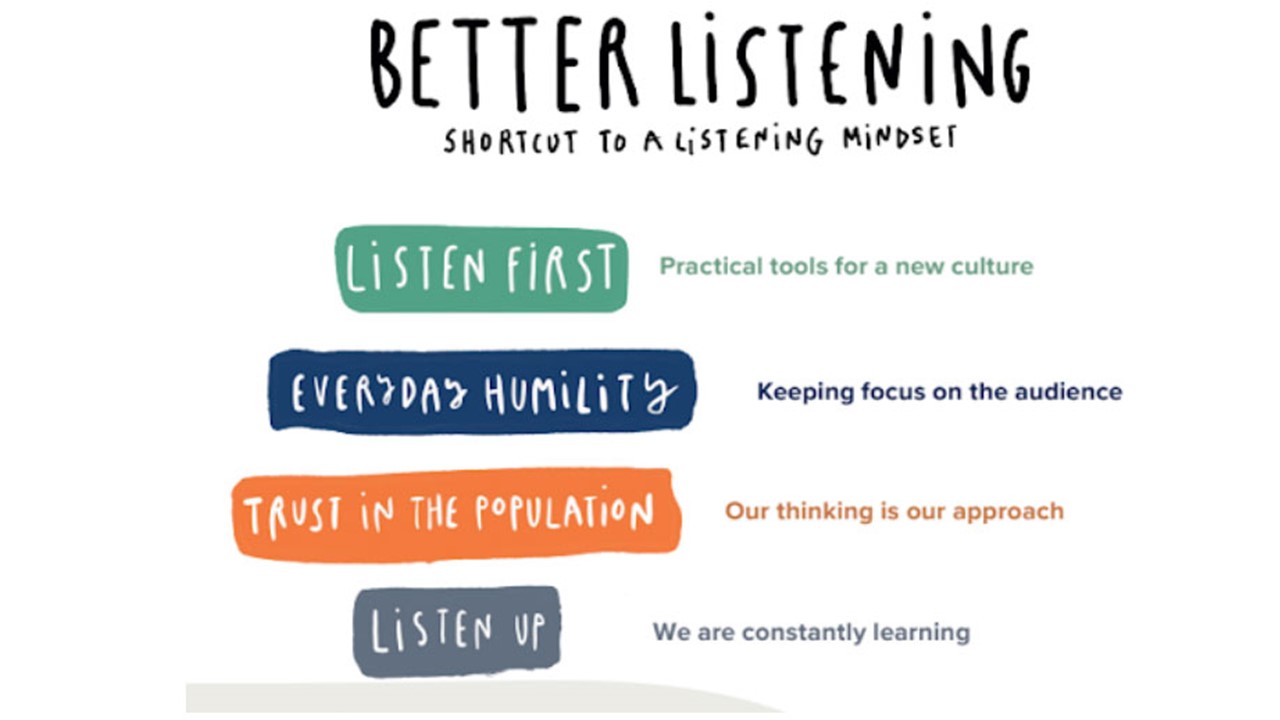 BETTER LiSTENiNG
SHORTCUT TO A LiSTENiNG MiNDSET
LiSTEN FiRST Practical tools for a new culture
EVERYDAY HUMiLiTY Keeping focus on the audience
TRUST iN THE POPULATiON Our thinking is our approach
LiSTEN UP We are constantly learning